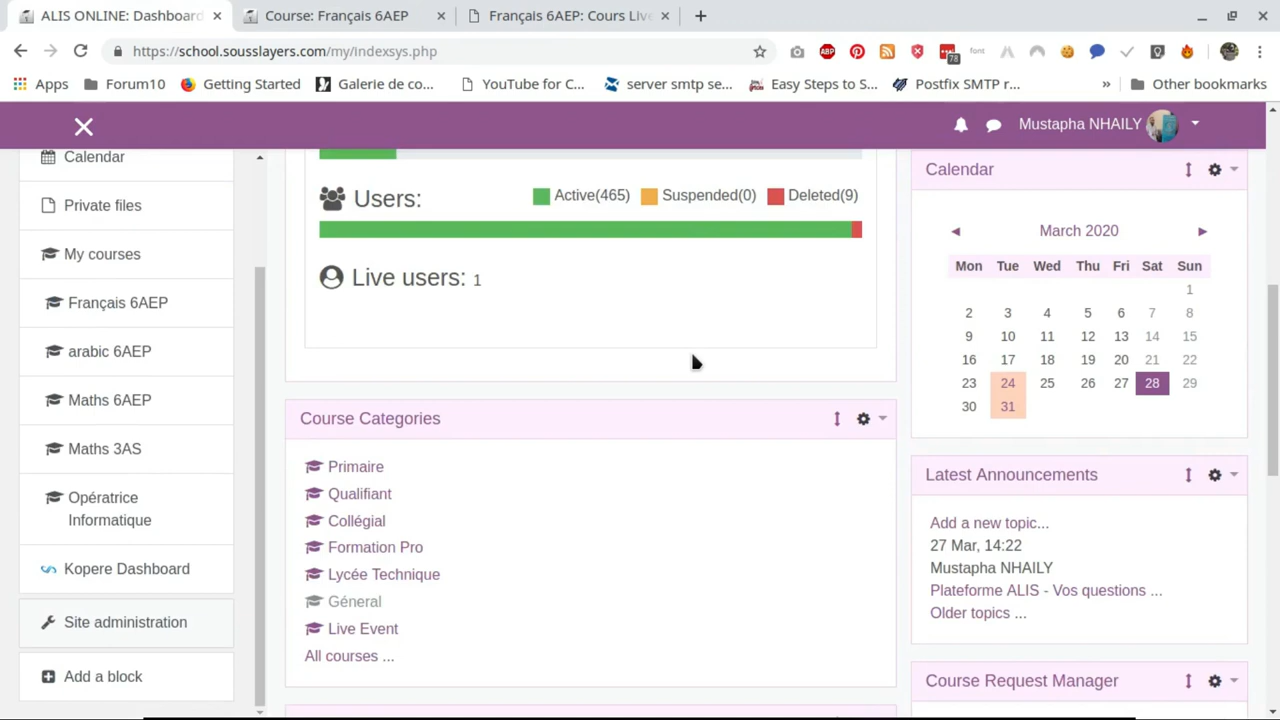 ALIS ONLINE: Dashboard
Course: Français 6AEP
Français 6AEP: Cours Live
https://school.sousslayers.com/my/indexsys.php
ABP
78
font
Apps
Forum10
Getting Started
Galerie de co...
YouTube for C...
server smtp se...
Easy Steps to S...
Postfix SMTP r...
»
Other bookmarks
Mustapha NHAILY
Calendar
Private files
My courses
Français 6AEP
arabic 6AEP
Maths 6AEP
Maths 3AS
Opératrice
Informatique
Kopere Dashboard
Site administration
Add a block
Users:
Active(465)
Suspended(0)
Deleted(9)
Live users: 1
Course Categories
Primaire
Qualifiant
Collégial
Formation Pro
Lycée Technique
Géneral
Live Event
All courses ...
Calendar
◄ March 2020 ►
Mon Tue Wed Thu Fri Sat Sun
1
2 3 4 5 6 7 8
9 10 11 12 13 14 15
16 17 18 19 20 21 22
23 24 25 26 27 28 29
30 31
Latest Announcements
Add a new topic...
27 Mar, 14:22
Mustapha NHAILY
Plateforme ALIS - Vos questions ...
Older topics ...
Course Request Manager